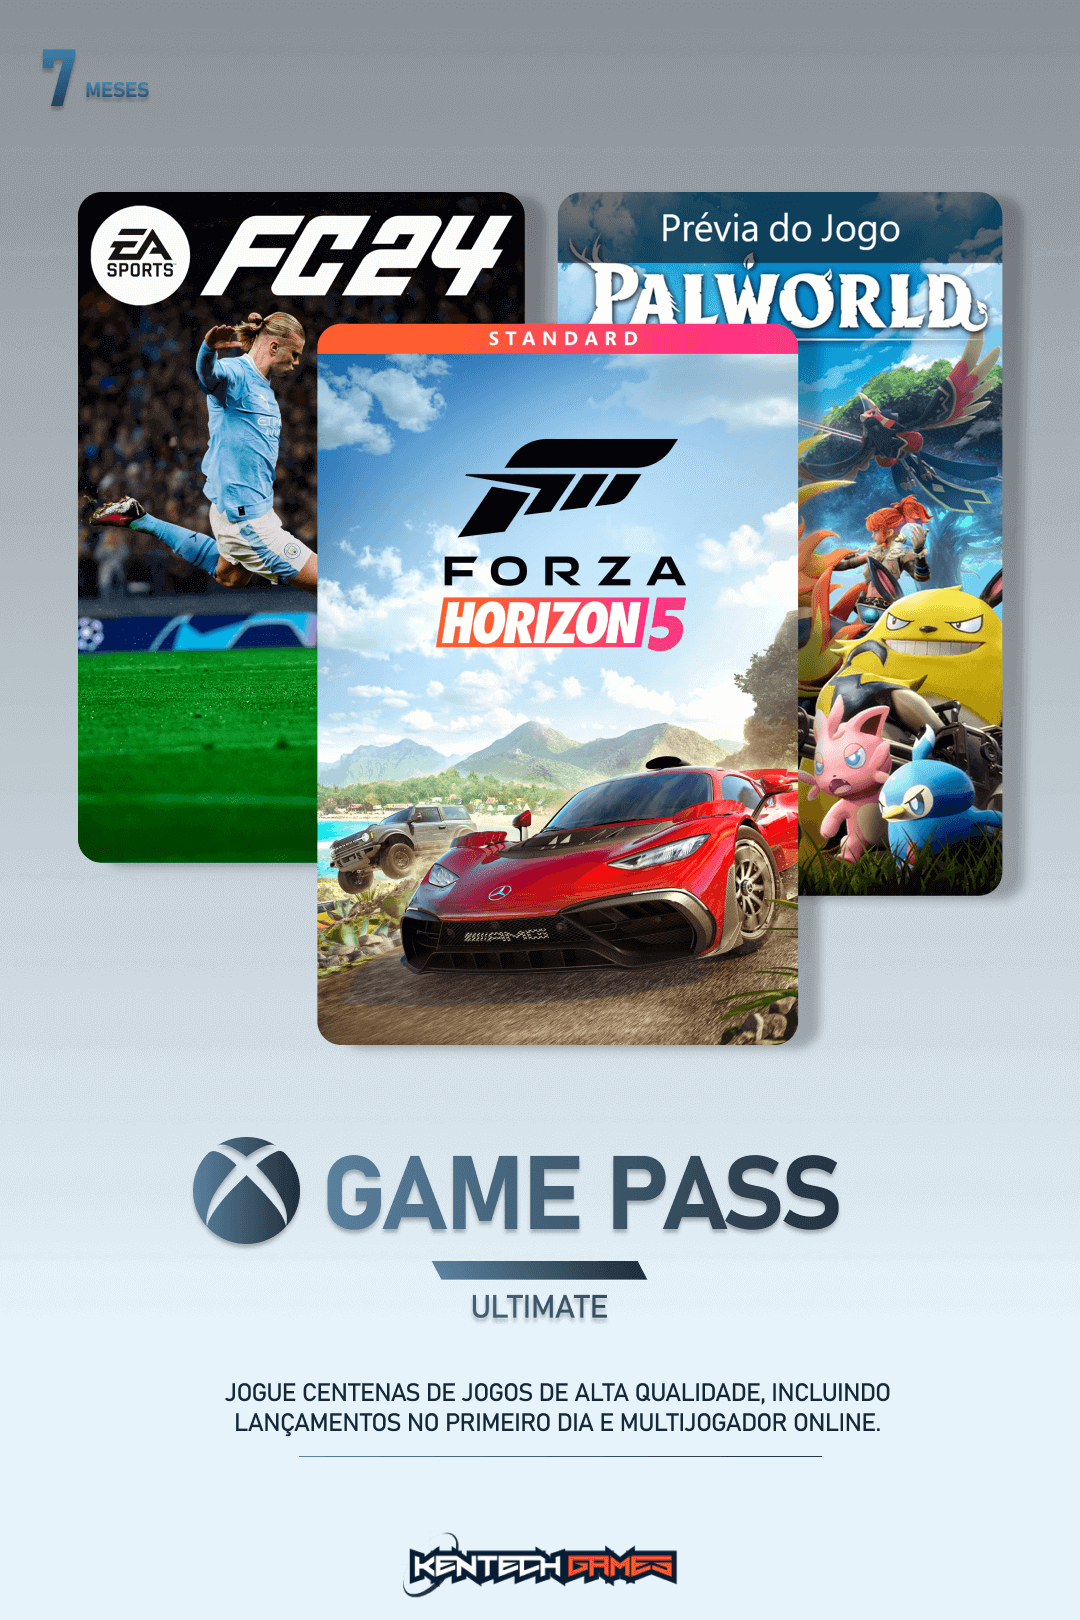 7 MESES
EA
SPORTS
FC24
Prévia do Jogo
PALWORLD
STANDARD
FORZA
HORIZON 5
GAME PASS
ULTIMATE
JOGUE CENTENAS DE JOGOS DE ALTA QUALIDADE, INCLUINDO
LANÇAMENTOS NO PRIMEIRO DIA E MULTIJOGADOR ONLINE.
KENTECH GAMES